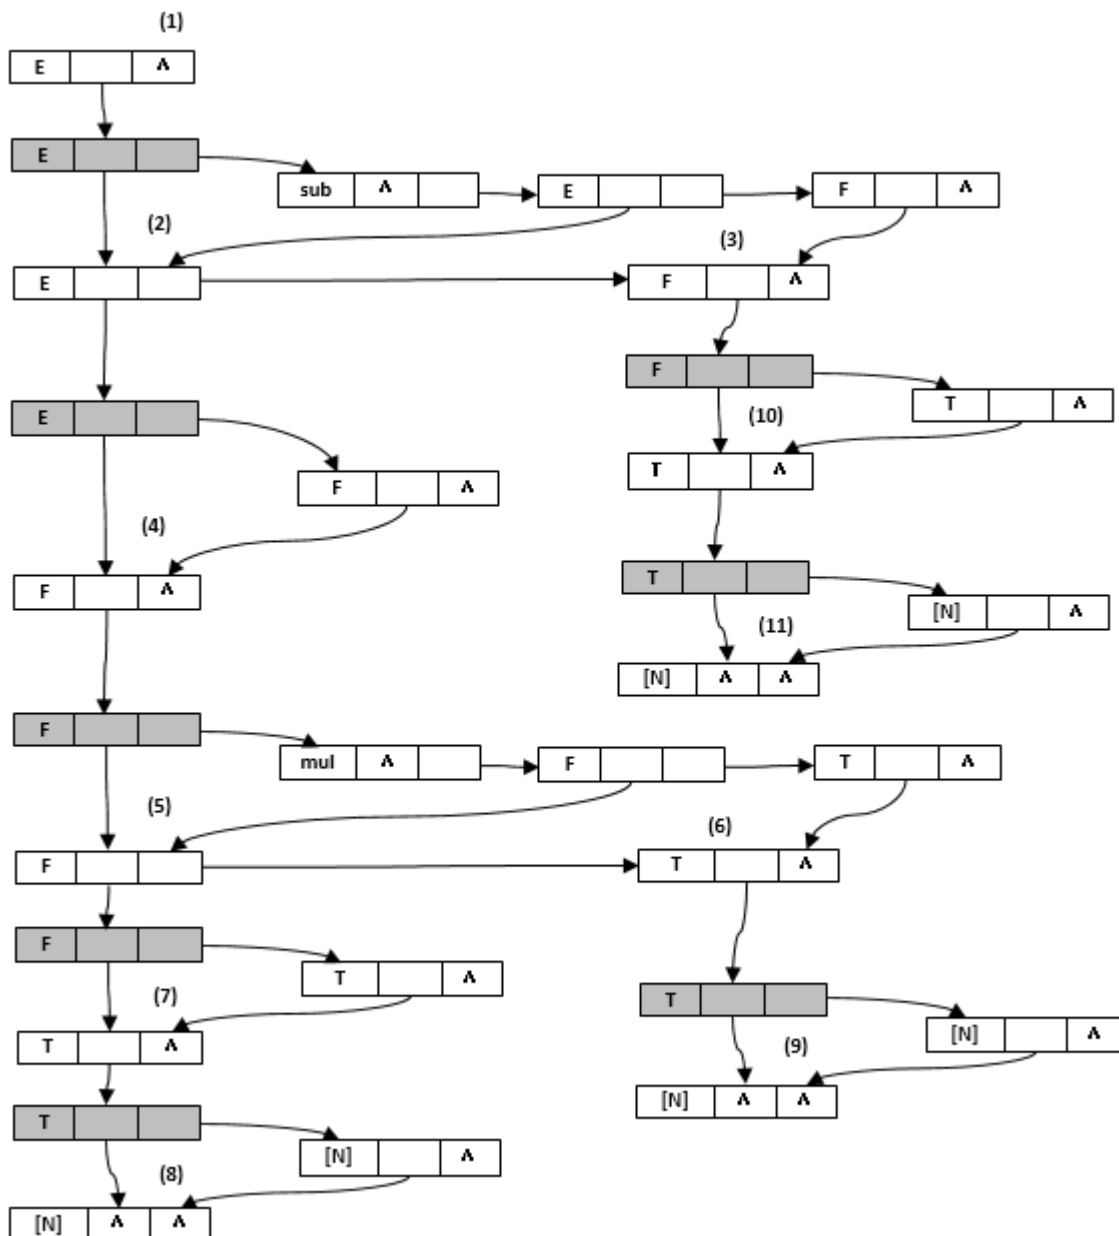 (1)
E Λ
E
sub Λ E F Λ
(2) (3)
E F Λ
F
T Λ
E (10)
T Λ
F Λ
(4)
T
F Λ [N] Λ
(11)
[N] Λ Λ
F
mul Λ F T Λ
(5) (6)
F T Λ
F
T Λ
(7) T
[N] Λ
T Λ (9)
[N] Λ Λ
T
[N] Λ
(8)
[N] Λ Λ